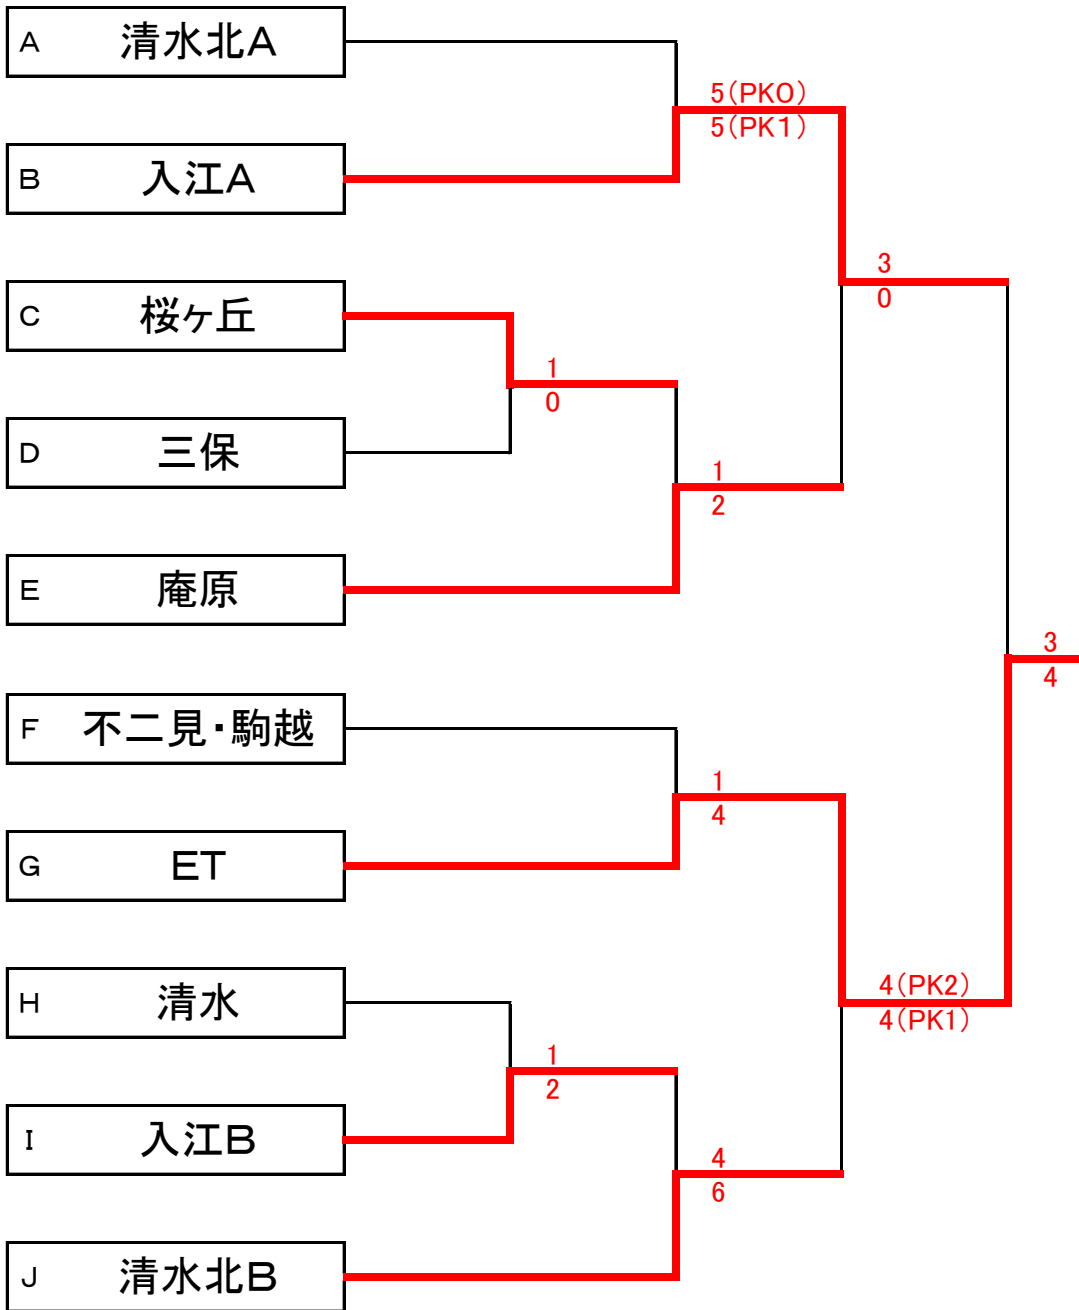 A 清水北A
5(PK0)
5(PK1)
B 入江A
3
0
C 桜ヶ丘
1
0
D 三保
1
2
E 庵原
3
4
F 不二見・駒越
1
4
G ET
H 清水
4(PK2)
4(PK1)
1
2
I 入江B
4
6
J 清水北B